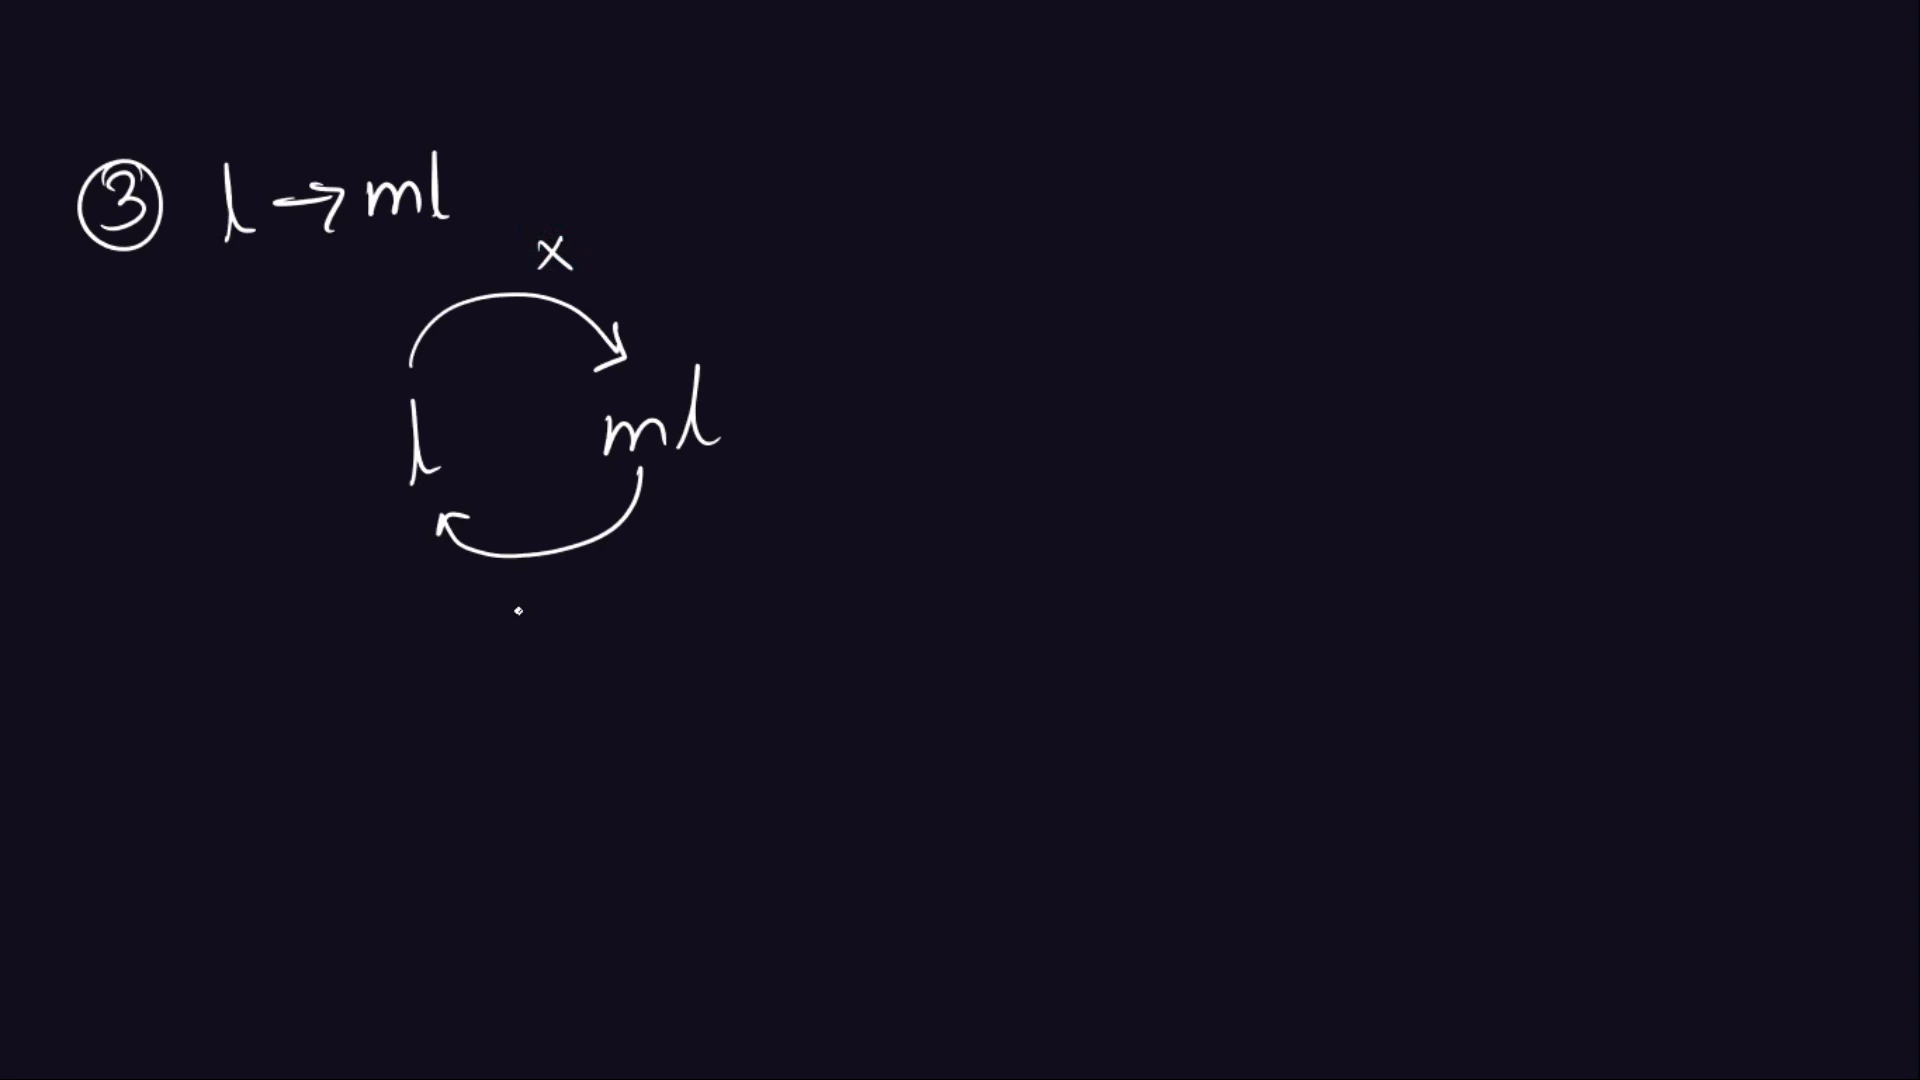 ③ l → ml
x
l ml